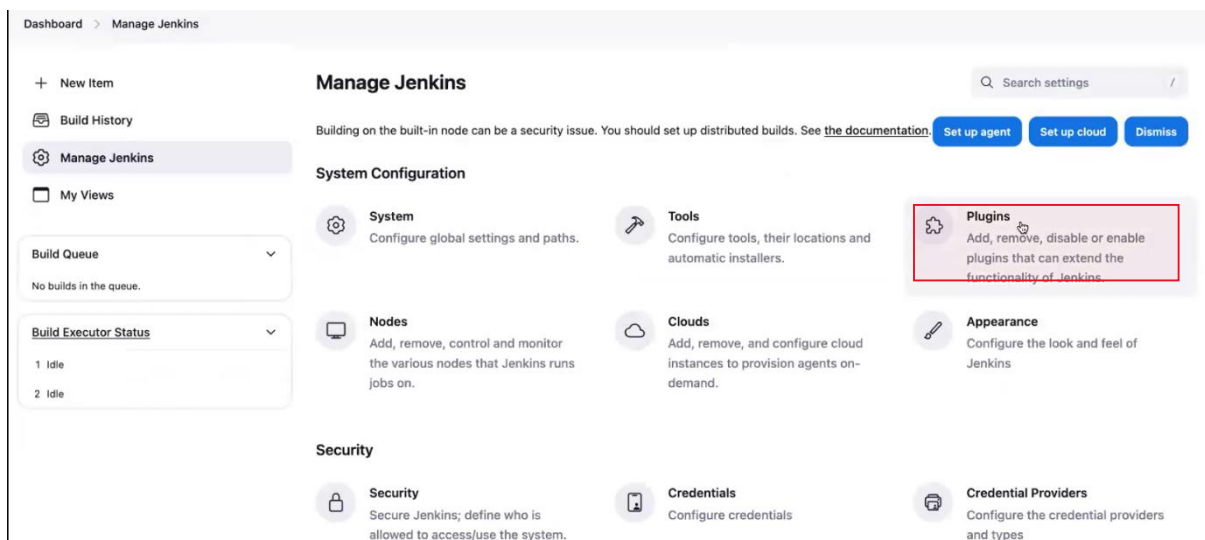 Dashboard > Manage Jenkins
+ New Item
Build History
Manage Jenkins
My Views
Build Queue
No builds in the queue.
Build Executor Status
1 Idle
2 Idle
Manage Jenkins
Search settings /
Building on the built-in node can be a security issue. You should set up distributed builds. See the documentation.
Set up agent
Set up cloud
Dismiss
System Configuration
System
Configure global settings and paths.
Tools
Configure tools, their locations and
automatic installers.
Plugins
Add, remove, disable or enable
plugins that can extend the
functionality of Jenkins.
Nodes
Add, remove, control and monitor
the various nodes that Jenkins runs
jobs on.
Clouds
Add, remove, and configure cloud
instances to provision agents on-
demand.
Appearance
Configure the look and feel of
Jenkins
Security
Security
Secure Jenkins; define who is
allowed to access/use the system.
Credentials
Configure credentials
Credential Providers
Configure the credential providers
and types